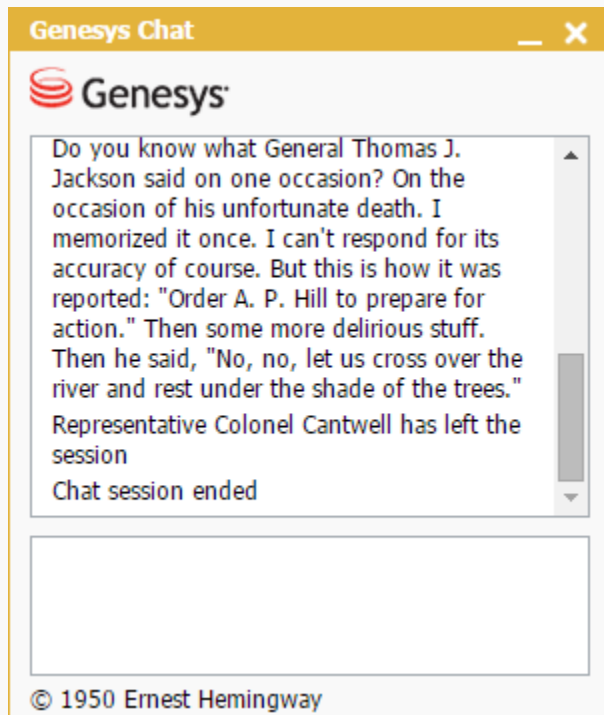 Genesys Chat
Genesys
Do you know what General Thomas J.
Jackson said on one occasion? On the
occasion of his unfortunate death. I
memorized it once. I can't respond for its
accuracy of course. But this is how it was
reported: "Order A. P. Hill to prepare for
action." Then some more delirious stuff.
Then he said, "No, no, let us cross over the
river and rest under the shade of the trees."
Representative Colonel Cantwell has left the
session
Chat session ended
© 1950 Ernest Hemingway